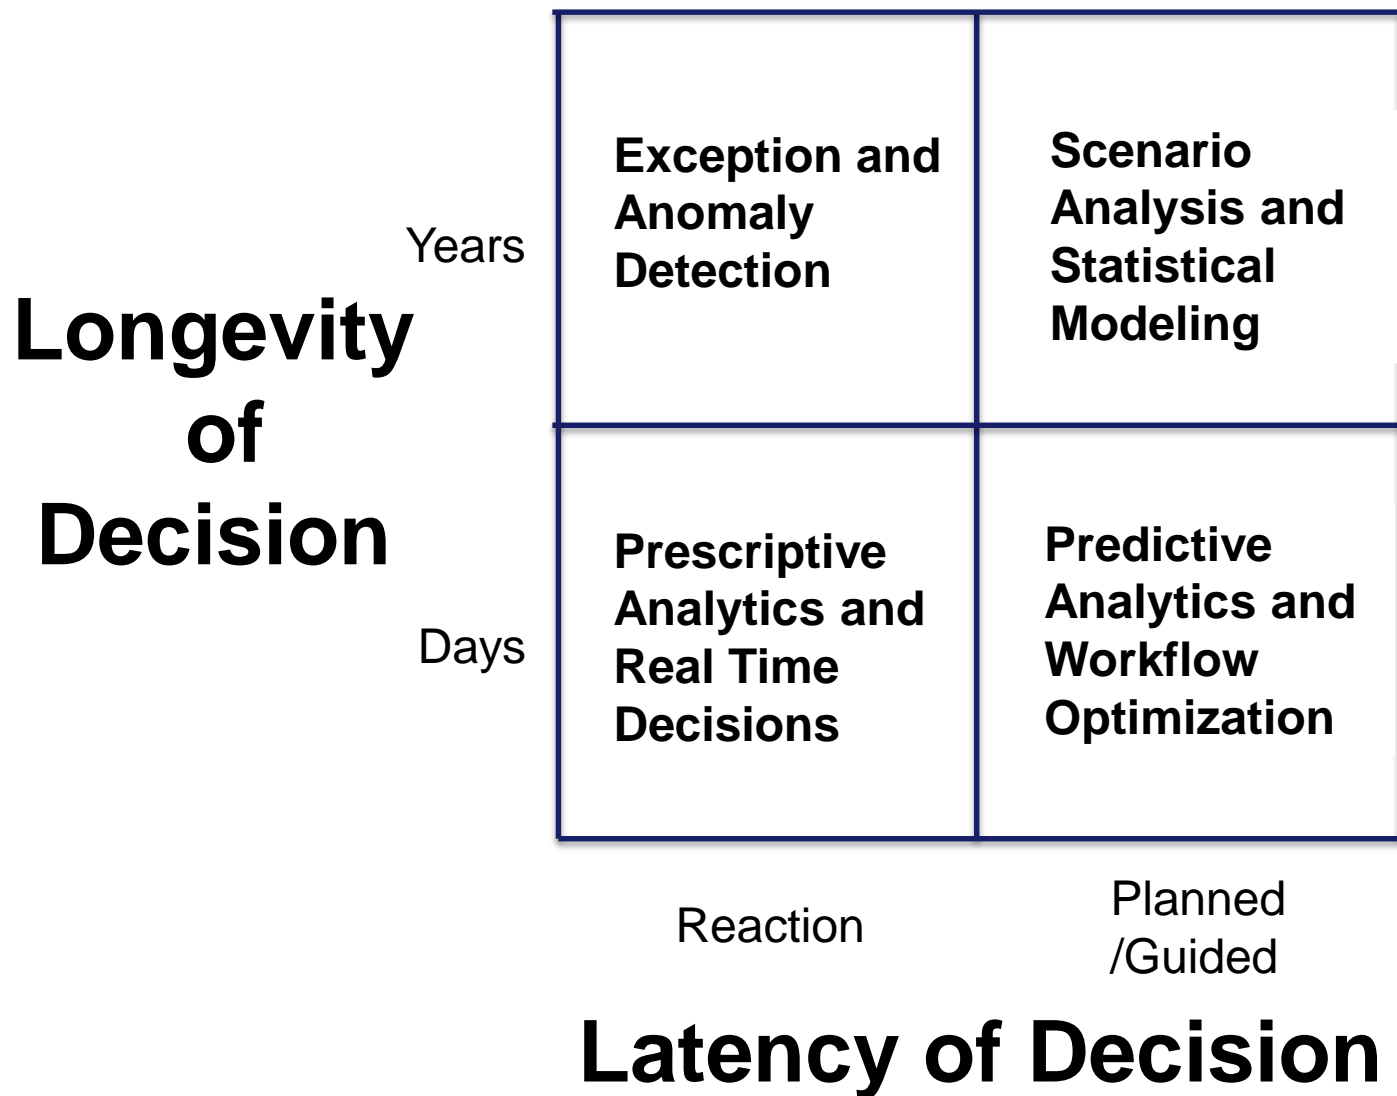 Longevity
of
Decision
Years
Days
Exception and
Anomaly
Detection
Scenario
Analysis and
Statistical
Modeling
Prescriptive
Analytics and
Real Time
Decisions
Predictive
Analytics and
Workflow
Optimization
Reaction
Planned
/Guided
Latency of Decision